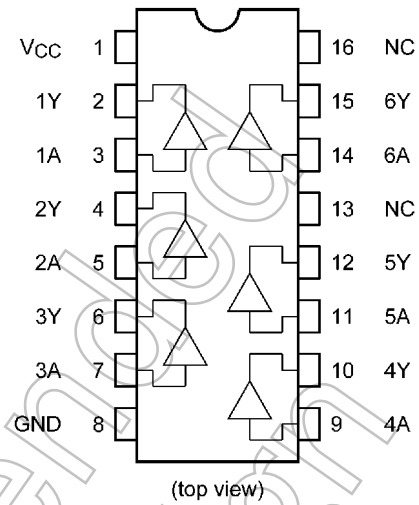 VCC 1 16 NC
1Y 2 15 6Y
1A 3 14 6A
2Y 4 13 NC
2A 5 12 5Y
3Y 6 11 5A
3A 7 10 4Y
GND 8 9 4A
(top view)